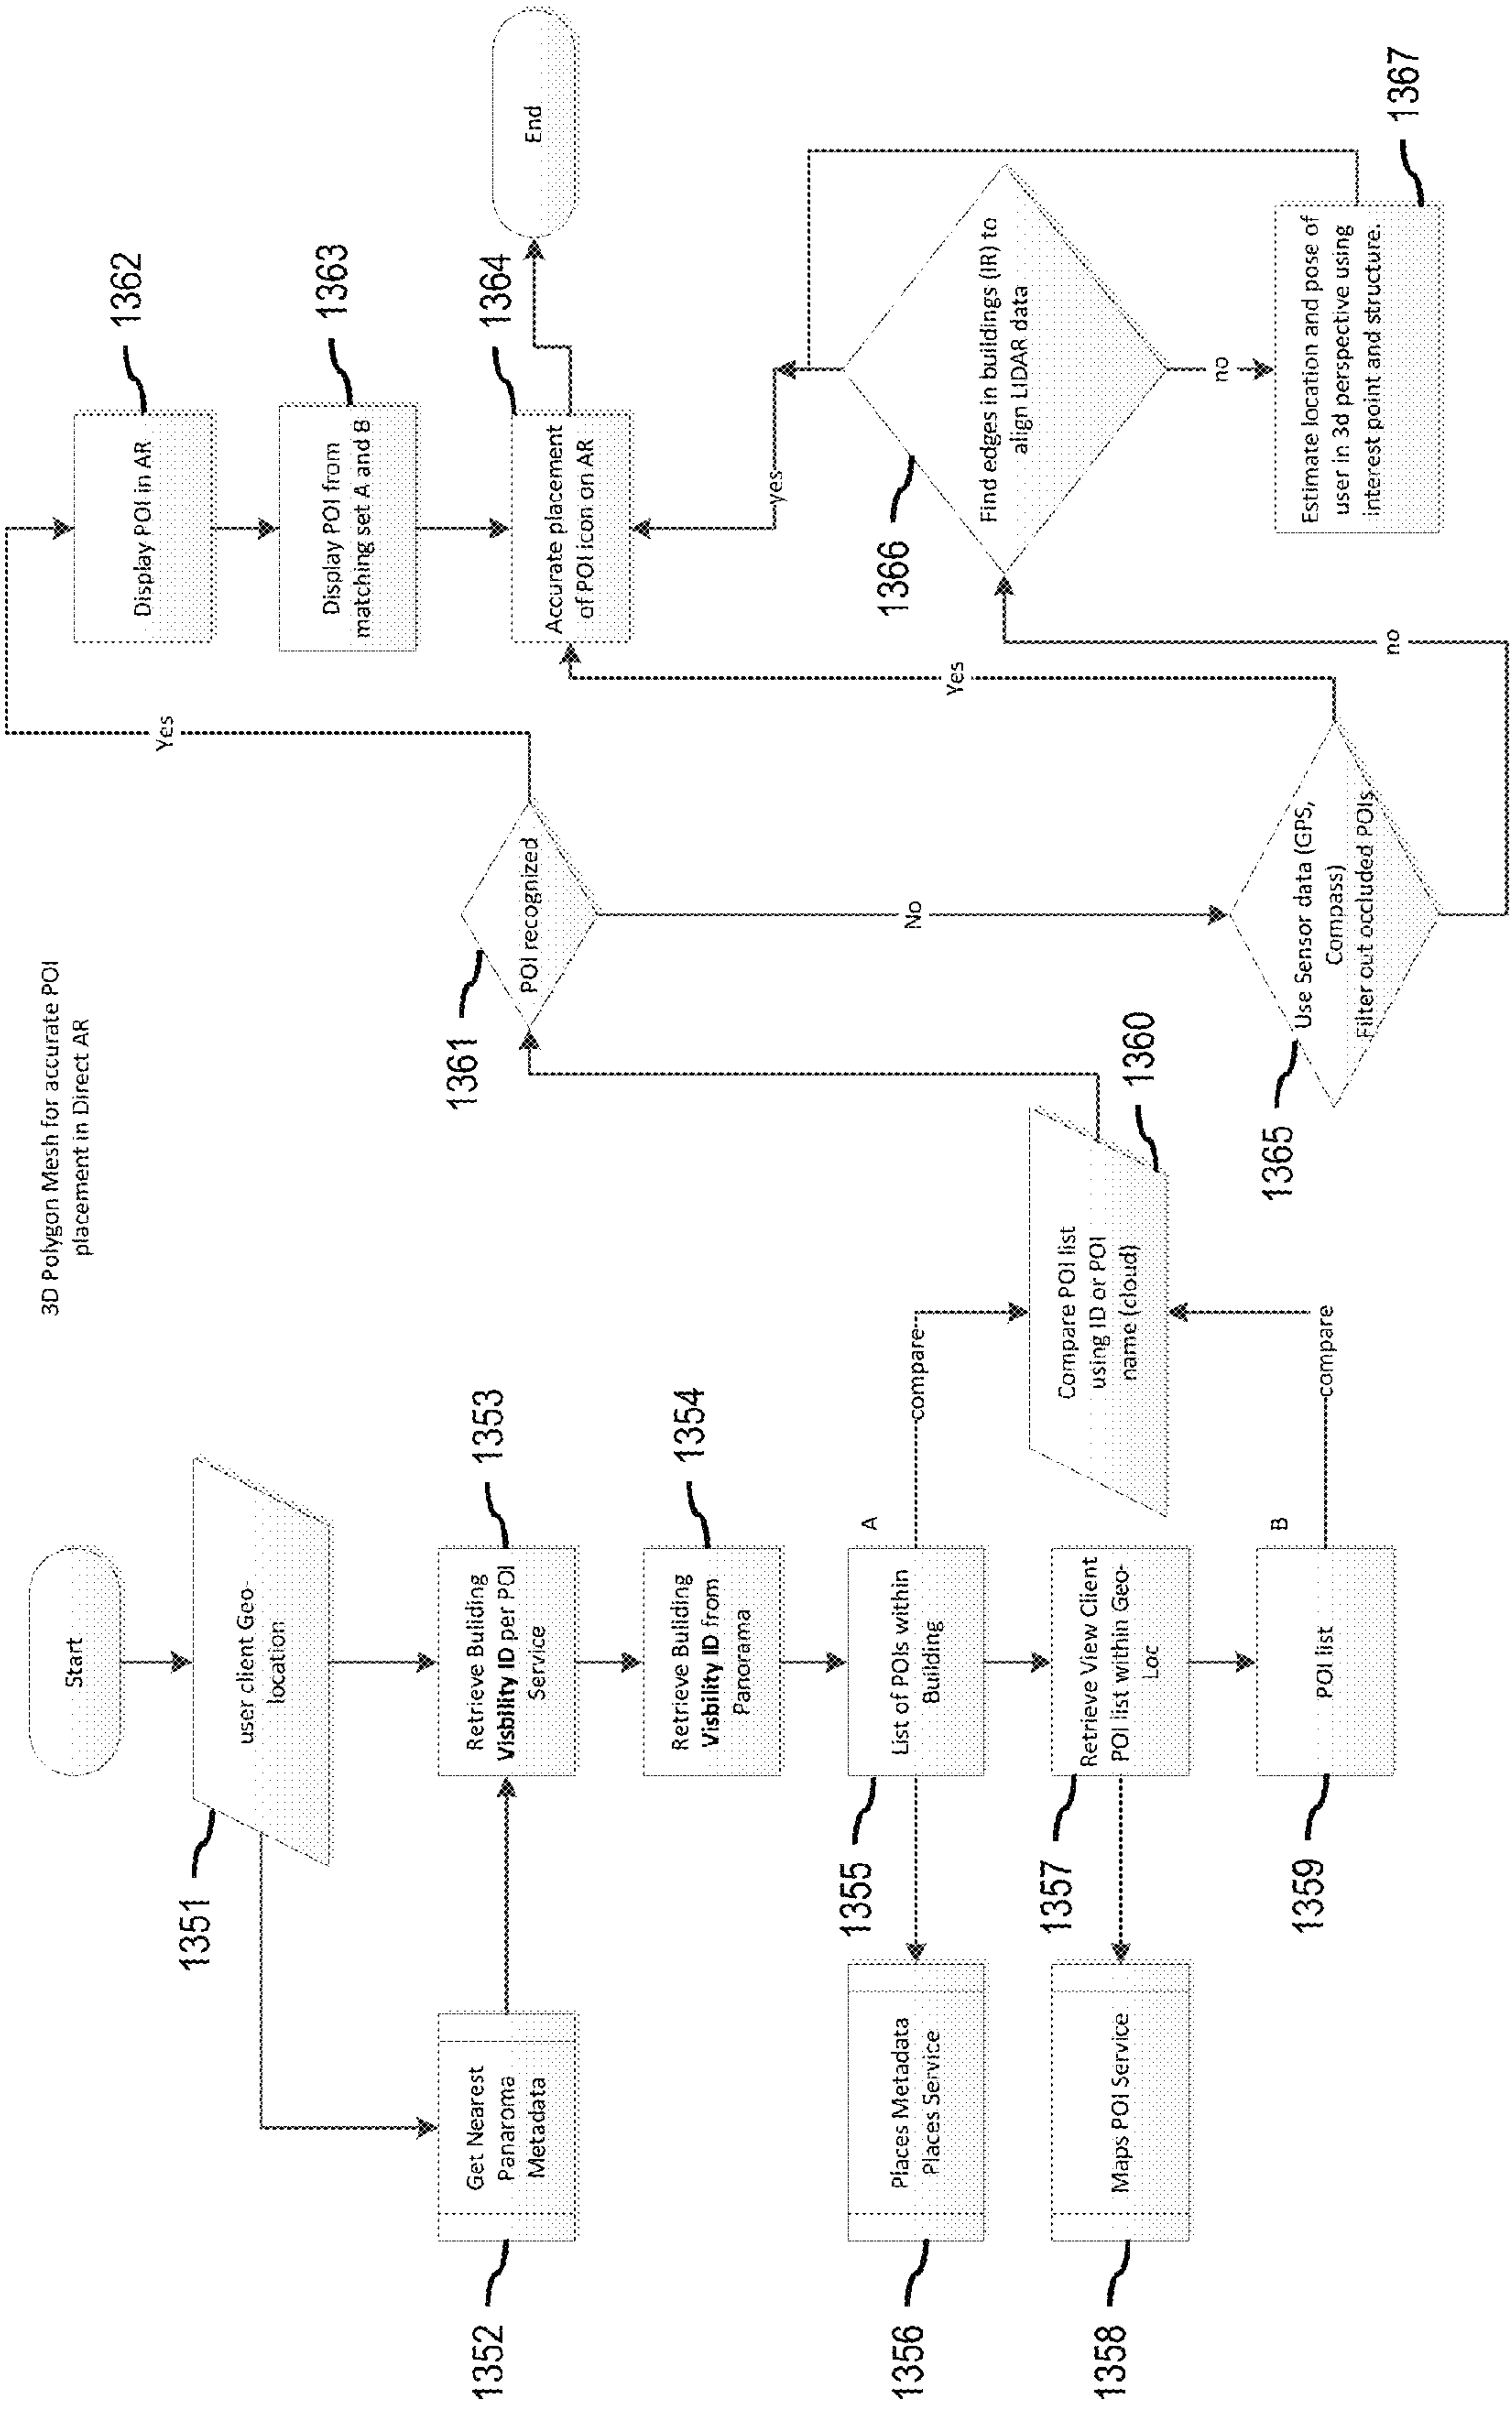 3D Polygon Mesh for accurate POI
placement in Direct AR
Start
user client Geo-
location
1351
Get Nearest
Panaroma
Metadata
1352
Retrieve Buliding
Visbility ID per POI
Service
1353
Retrieve Buliding
Visbility ID from
Panorama
1354
A
List of POIs within
Building
1355
Places Metadata
Places Service
1356
Retrieve View Client
POI list within Geo-
Loc
1357
Maps POI Service
1358
B
POI list
1359
compare
compare
Compare POI list
using ID or POI
name (cloud)
1360
POI recognized
1361
Yes
No
Display POI in AR
1362
Display POI from
matching set A and B
1363
Accurate placement
of POI icon on AR
1364
End
Use Sensor data (GPS,
Compass)
Filter out occluded POIs
1365
Yes
no
Find edges in buildings (IR) to
align LIDAR data
1366
yes
no
Estimate location and pose of
user in 3d perspective using
interest point and structure.
1367